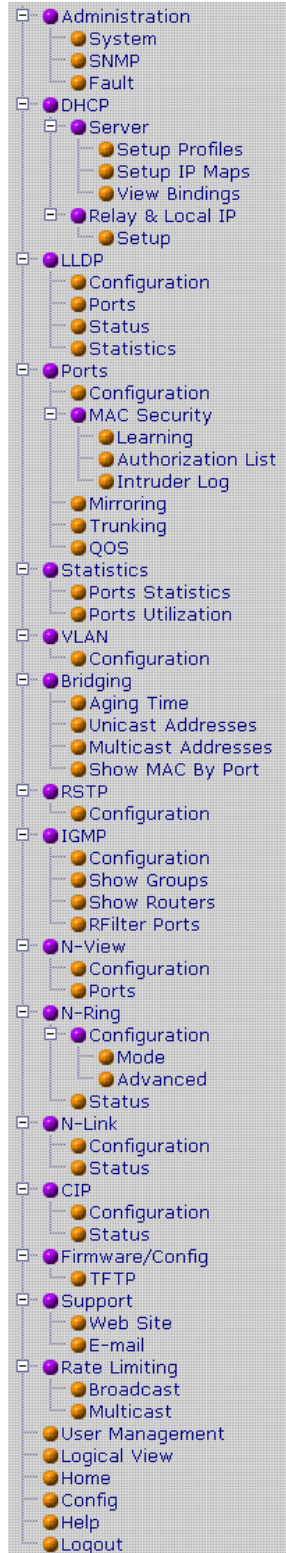 Administration
System
SNMP
Fault
DHCP
Server
Setup Profiles
Setup IP Maps
View Bindings
Relay & Local IP
Setup
LLDP
Configuration
Ports
Status
Statistics
Ports
Configuration
MAC Security
Learning
Authorization List
Intruder Log
Mirroring
Trunking
QOS
Statistics
Ports Statistics
Ports Utilization
VLAN
Configuration
Bridging
Aging Time
Unicast Addresses
Multicast Addresses
Show MAC By Port
RSTP
Configuration
IGMP
Configuration
Show Groups
Show Routers
RFilter Ports
N-View
Configuration
Ports
N-Ring
Configuration
Mode
Advanced
Status
N-Link
Configuration
Status
CIP
Configuration
Status
Firmware/Config
TFTP
Support
Web Site
E-mail
Rate Limiting
Broadcast
Multicast
User Management
Logical View
Home
Config
Help
Logout